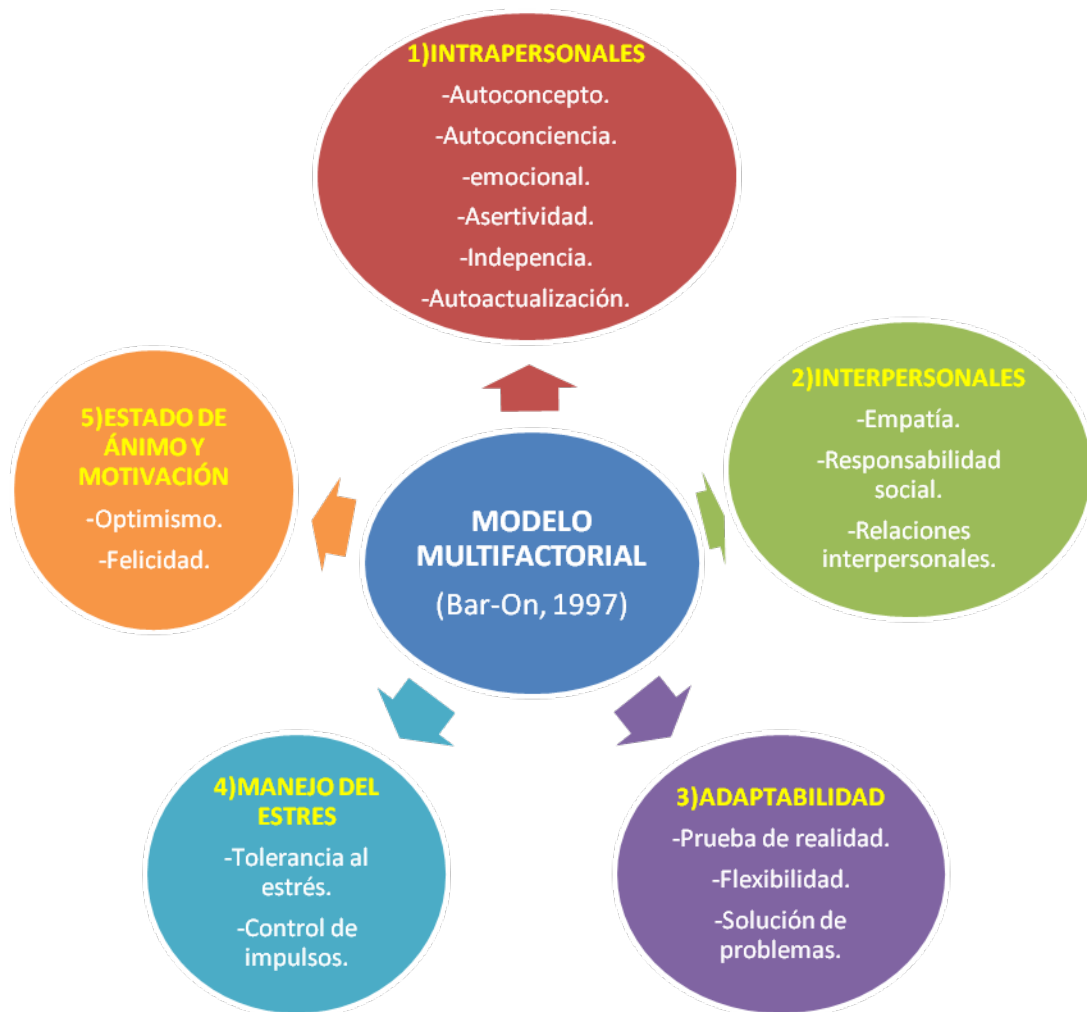 1)INTRAPERSONALES
-Autoconcepto.
-Autoconciencia.
-emocional.
-Asertividad.
-Indepencia.
-Autoactualización.
2)INTERPERSONALES
-Empatía.
-Responsabilidad
social.
-Relaciones
interpersonales.
3)ADAPTABILIDAD
-Prueba de realidad.
-Flexibilidad.
-Solución de
problemas.
4)MANEJO DEL
ESTRES
-Tolerancia al
estrés.
-Control de
impulsos.
5)ESTADO DE
ÁNIMO Y
MOTIVACIÓN
-Optimismo.
-Felicidad.
MODELO
MULTIFACTORIAL
(Bar-On, 1997)